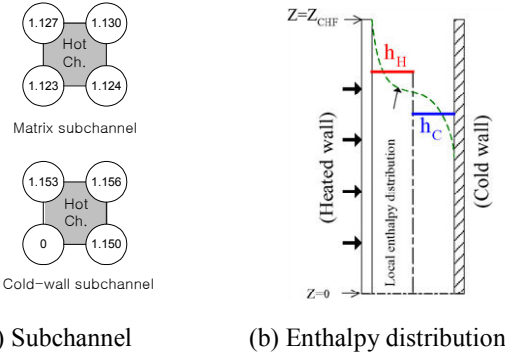 1.127 1.130
Hot
Ch.
1.123 1.124
Matrix subchannel
1.153 1.156
Hot
Ch.
0 1.150
Cold-wall subchannel
) Subchannel
Z=Z_CHF
h_H
h_C
(Heated wall)
Local enthalpy distribution
(Cold wall)
Z=0
(b) Enthalpy distribution